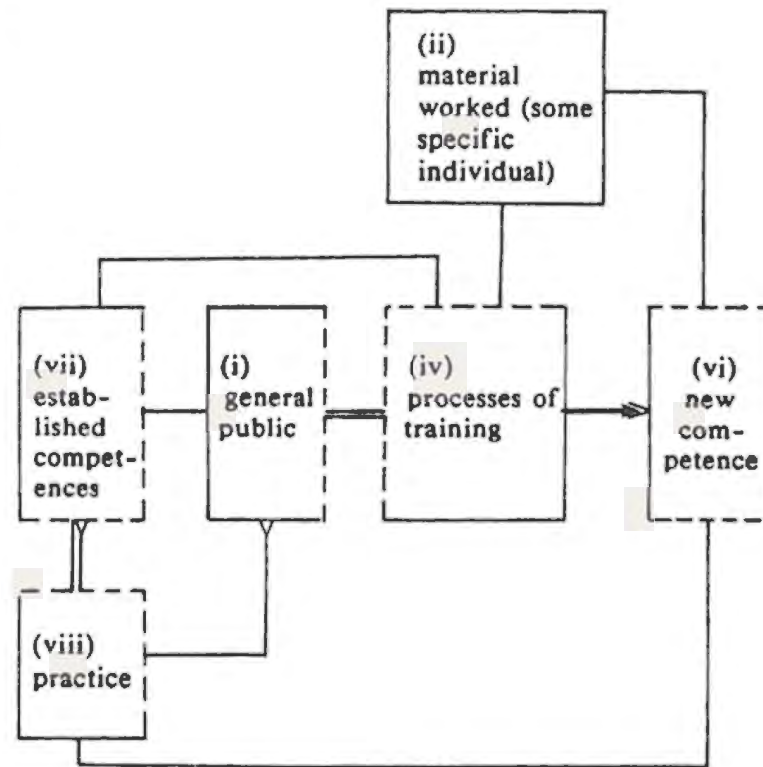 (ii)
material
worked (some
specific
individual)
(vii)
estab-
lished
compet-
ences
(i)
general
public
(iv)
processes of
training
(vi)
new
com-
petence
(viii)
practice